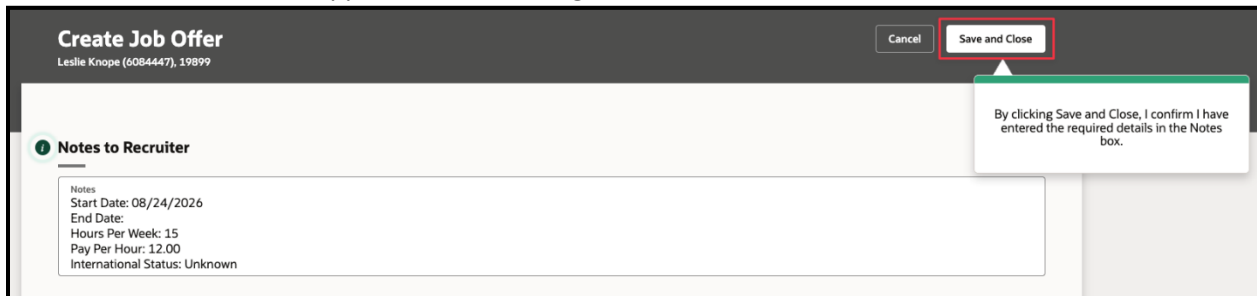 Create Job Offer
Leslie Knope (6084447), 19899
Cancel
Save and Close
By clicking Save and Close, I confirm I have
entered the required details in the Notes
box.
Notes to Recruiter
Notes
Start Date: 08/24/2026
End Date:
Hours Per Week: 15
Pay Per Hour: 12.00
International Status: Unknown